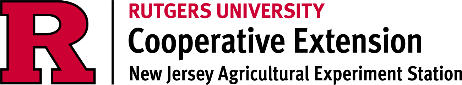 R
RUTGERS UNIVERSITY
Cooperative Extension
New Jersey Agricultural Experiment Station